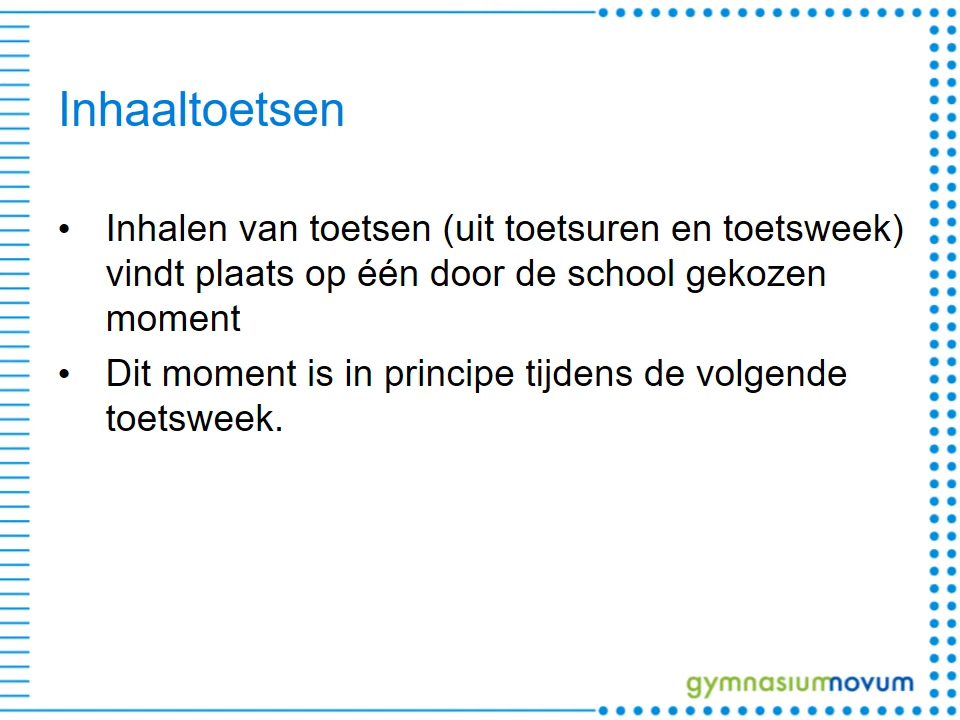 Inhaaltoetsen
• Inhalen van toetsen (uit toetsuren en toetsweek)
vindt plaats op één door de school gekozen
moment
• Dit moment is in principe tijdens de volgende
toetsweek.
gymnasiumnovum